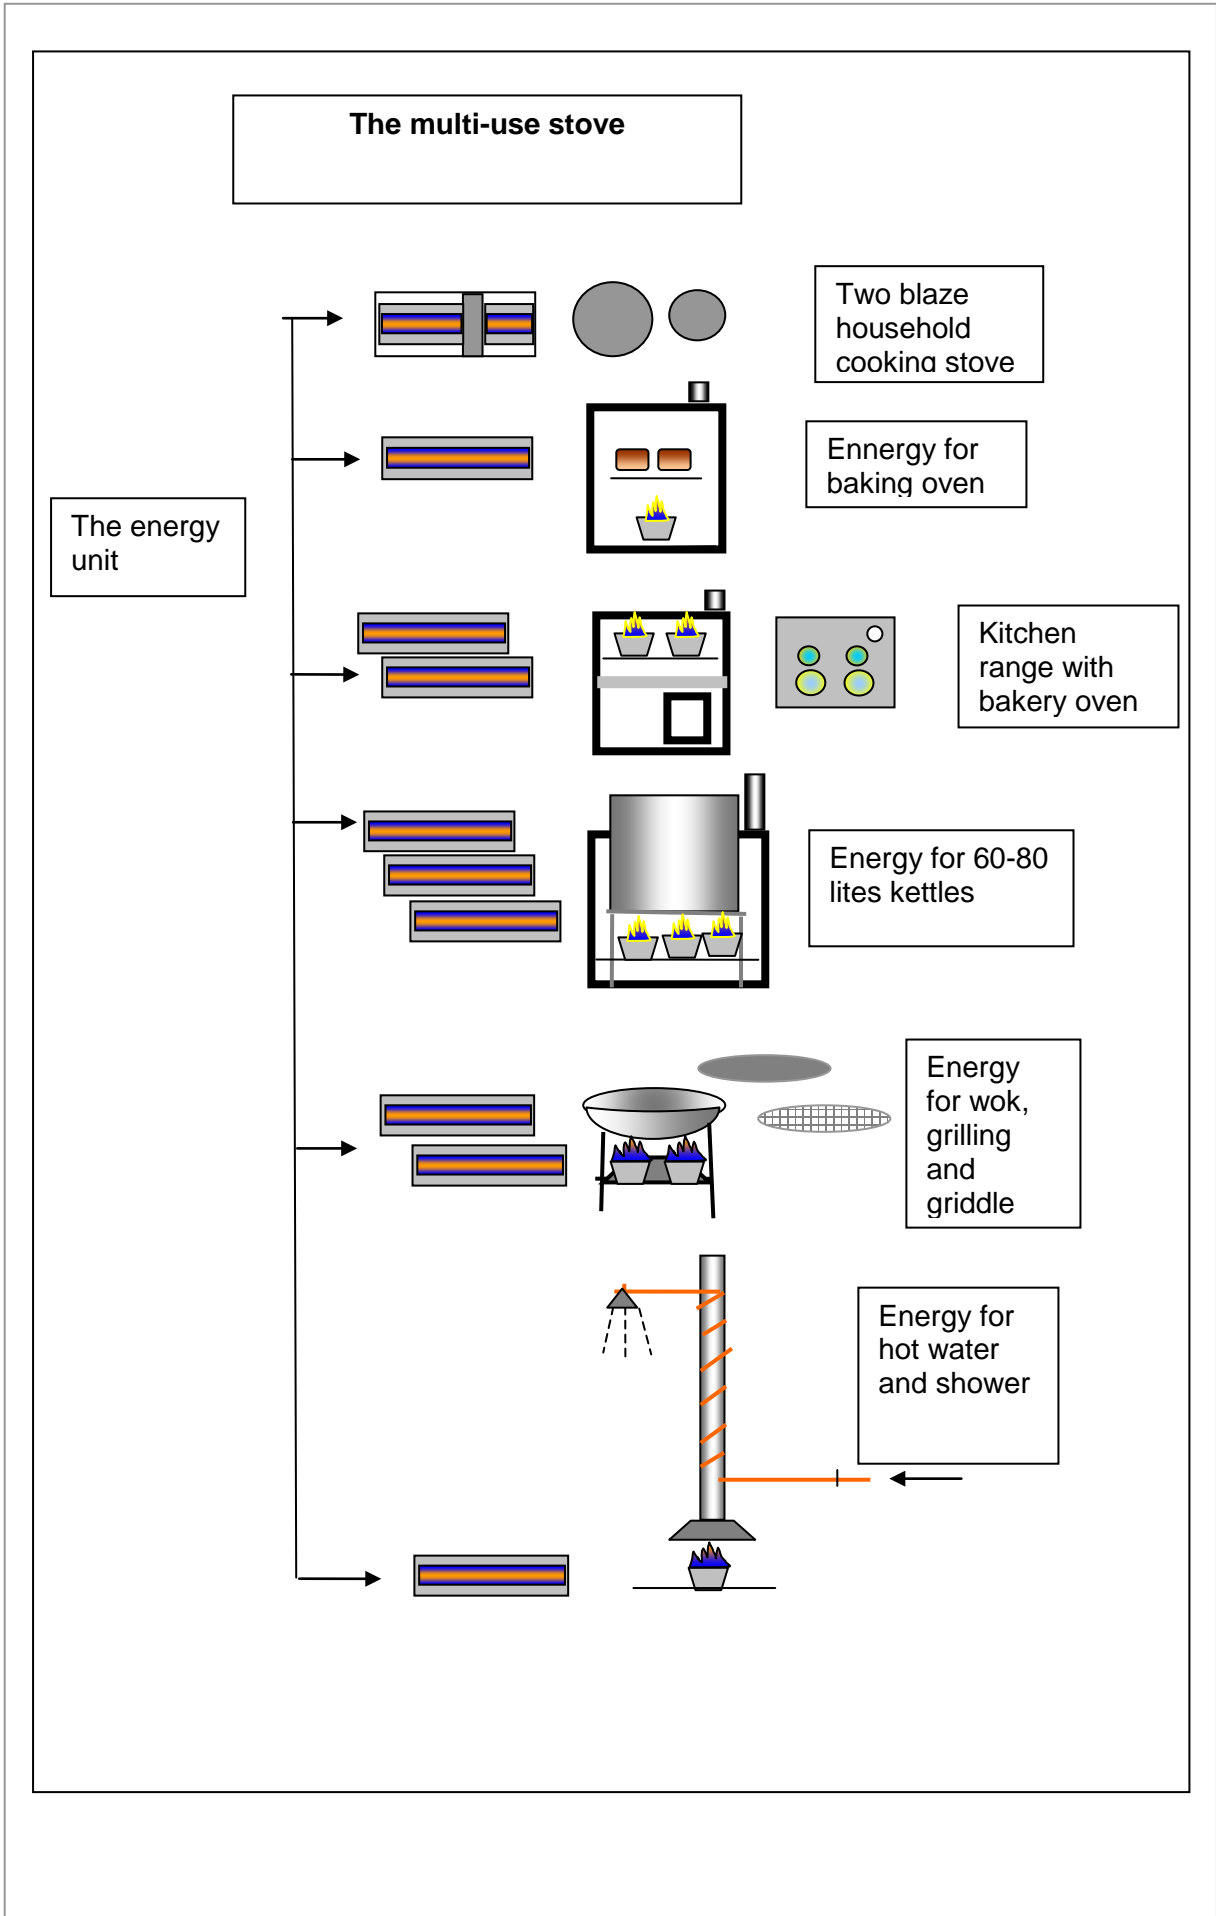 The multi-use stove
Two blaze
household
cooking stove
Ennergy for
baking oven
The energy
unit
Kitchen
range with
bakery oven
Energy for 60-80
lites kettles
Energy
for wok,
grilling
and
griddle
Energy for
hot water
and shower